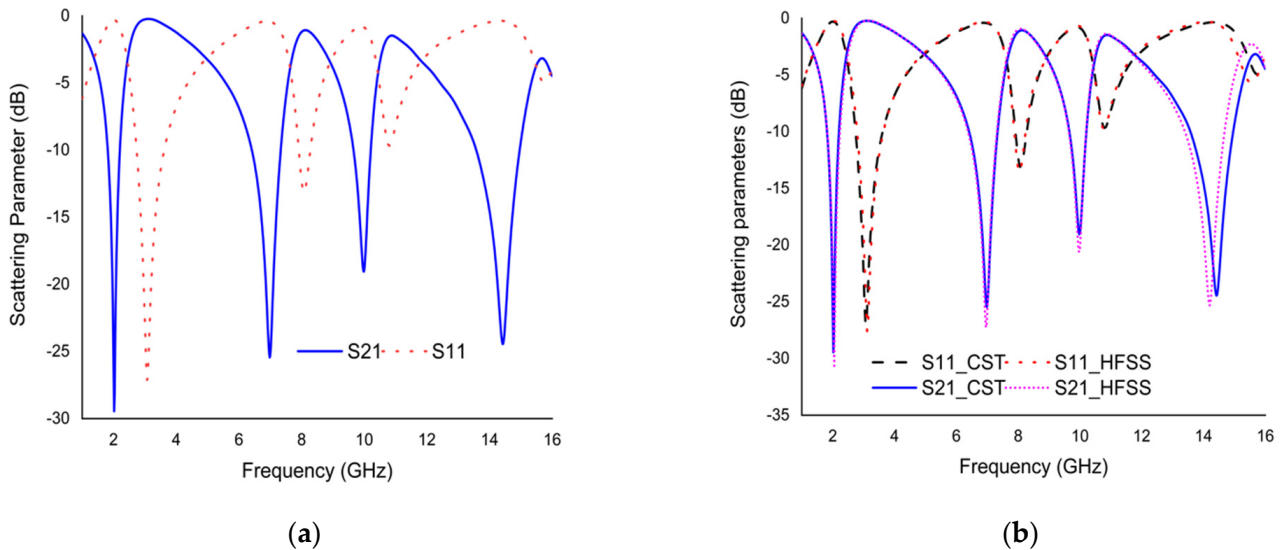 0
-5
-10
-15
-20
-25
-30
Scattering Parameter (dB)
S21 S11
2 4 6 8 10 12 14 16
Frequency (GHz)
(a)
0
-5
-10
-15
-20
-25
-30
-35
Scattering parameters (dB)
S11_CST S11_HFSS
S21_CST S21_HFSS
2 4 6 8 10 12 14 16
Frequency (GHz)
(b)